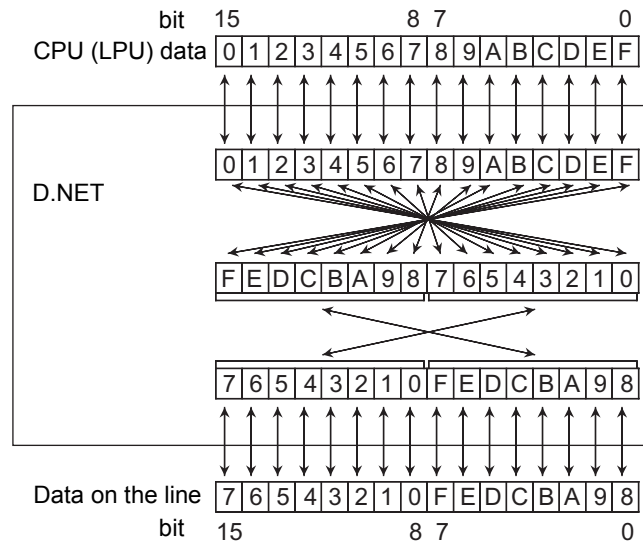 bit 15 8 7 0
CPU (LPU) data 0 1 2 3 4 5 6 7 8 9 A B C D E F
0 1 2 3 4 5 6 7 8 9 A B C D E F
D.NET
F E D C B A 9 8 7 6 5 4 3 2 1 0
7 6 5 4 3 2 1 0 F E D C B A 9 8
Data on the line 7 6 5 4 3 2 1 0 F E D C B A 9 8
bit 15 8 7 0